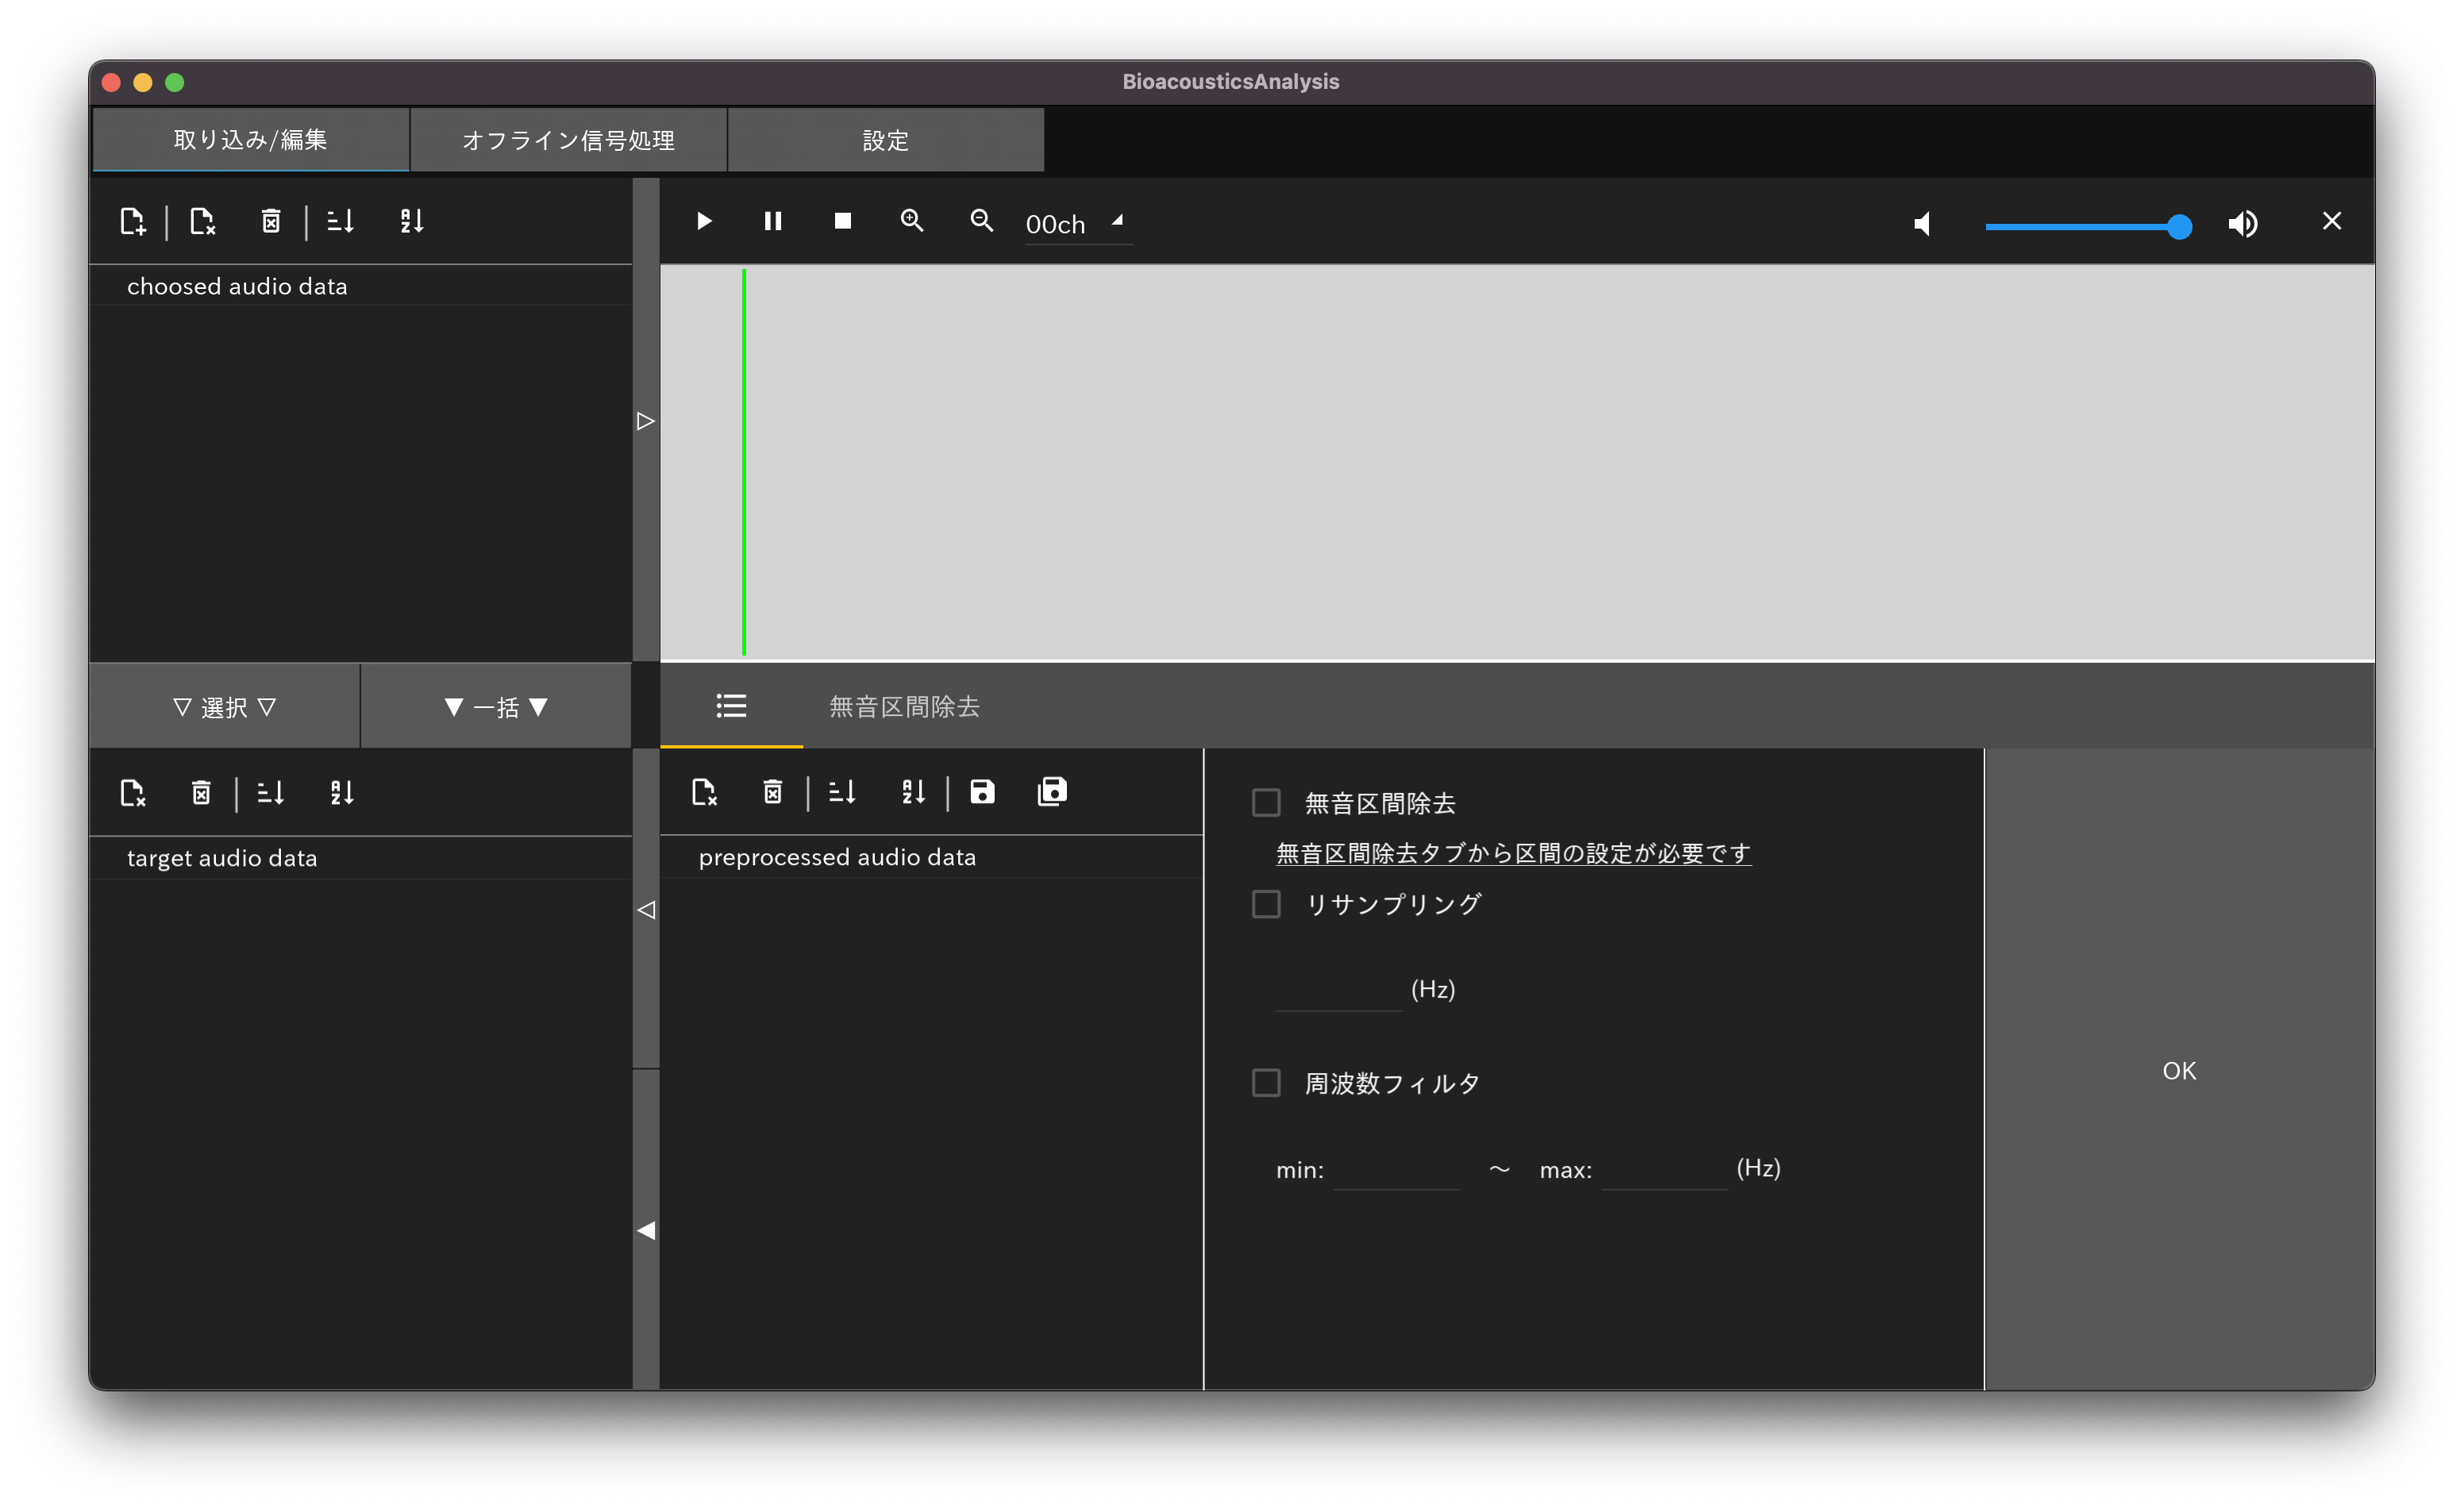 BioacousticsAnalysis
取り込み/編集
オフライン信号処理
設定
00ch
choosed audio data
▽ 選択 ▽
▼ 一括 ▼
無音区間除去
target audio data
preprocessed audio data
無音区間除去
無音区間除去タブから区間の設定が必要です
リサンプリング
(Hz)
周波数フィルタ
min: ～ max: (Hz)
OK